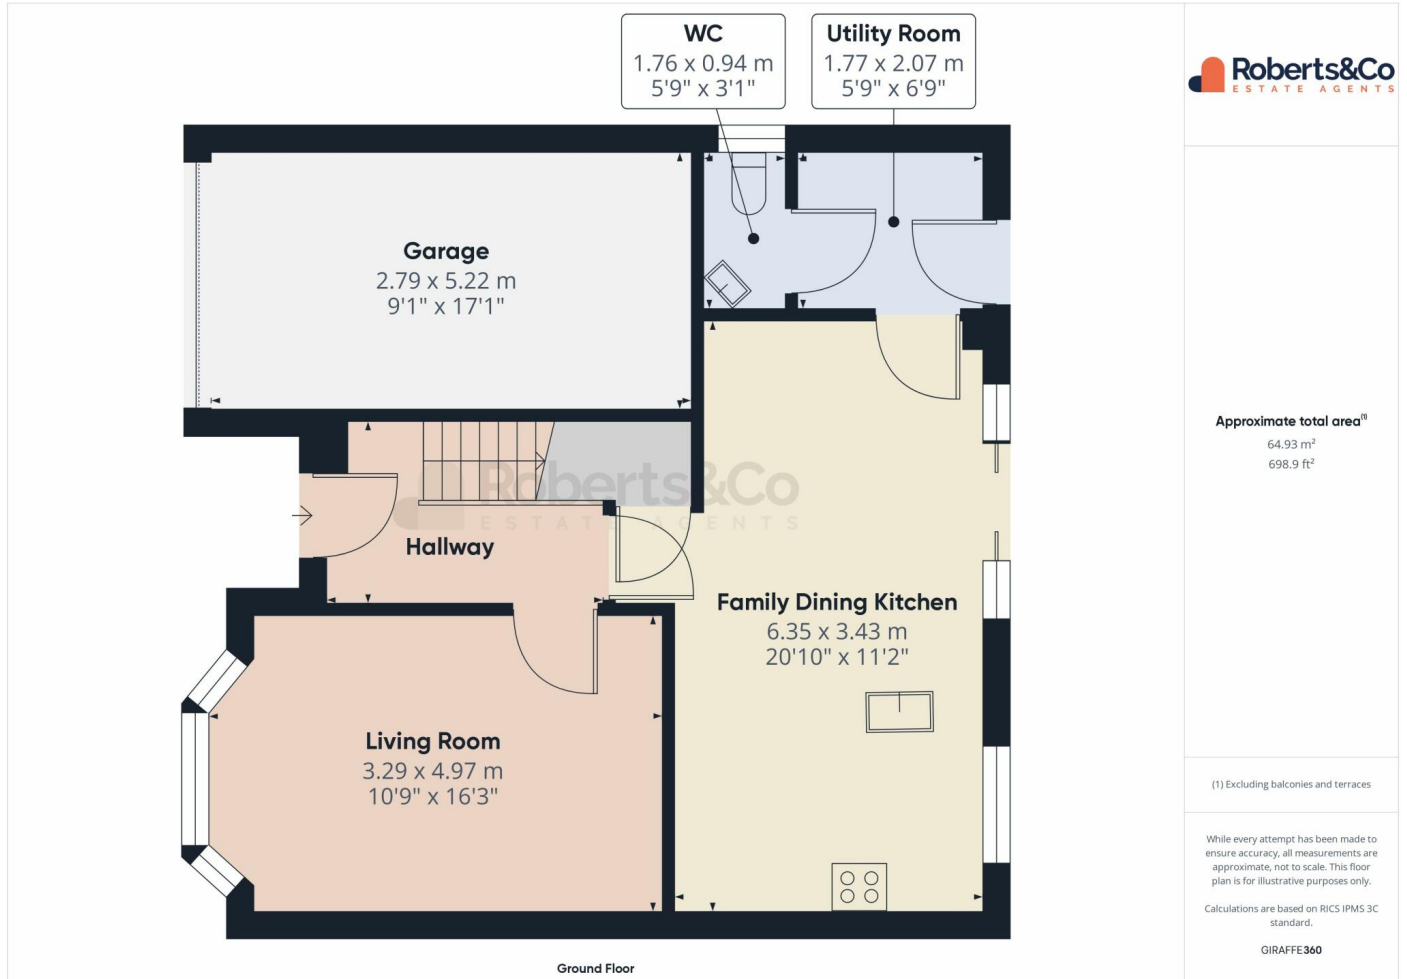 WC
1.76 x 0.94 m
5'9" x 3'1"
Utility Room
1.77 x 2.07 m
5'9" x 6'9"
Roberts&Co
ESTATE AGENTS
Garage
2.79 x 5.22 m
9'1" x 17'1"
Roberts&Co
ESTATE AGENTS
Hallway
Family Dining Kitchen
6.35 x 3.43 m
20'10" x 11'2"
Living Room
3.29 x 4.97 m
10'9" x 16'3"
Ground Floor
Approximate total area(1)
64.93 m²
698.9 ft²
(1) Excluding balconies and terraces
While every attempt has been made to
ensure accuracy, all measurements are
approximate, not to scale. This floor
plan is for illustrative purposes only.
Calculations are based on RICS IPMS 3C
standard.
GIRAFFE360